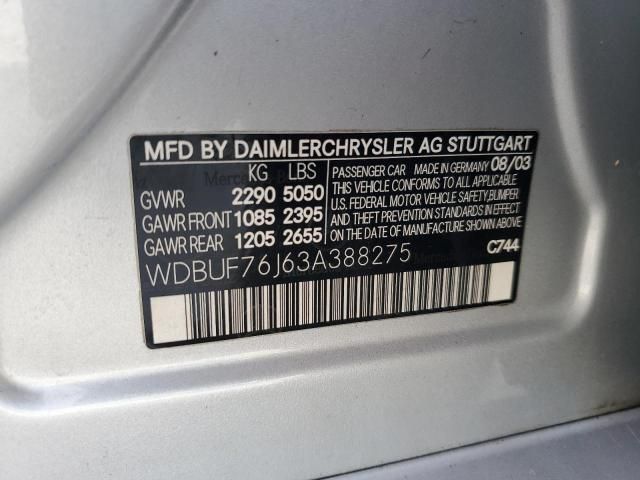 MFD BY DAIMLERCHRYSLER AG STUTTGART
KG LBS
GVWR 2290 5050
GAWR FRONT 1085 2395
GAWR REAR 1205 2655
PASSENGER CAR MADE IN GERMANY 08/03
THIS VEHICLE CONFORMS TO ALL APPLICABLE
U.S. FEDERAL MOTOR VEHICLE SAFETY,BUMPER
AND THEFT PREVENTION STANDARDS IN EFFECT
ON THE DATE OF MANUFACTURE SHOWN ABOVE
C744
WDBUF76J63A388275